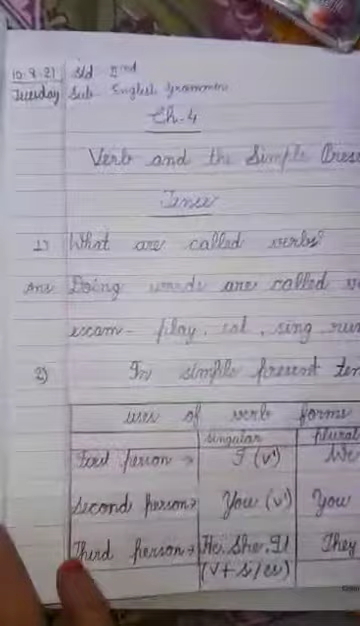 10.8.21 Std 2nd
Tuesday Sub English Grammar
Ch.4
Verb and the Simple Prese
Tense
1) What are called verbs?
Ans Doing words are called v
exam- play, eat, sing run
2) In simple present ten
uses of verb forms
singular plural
First person → I (v') We
Second person → You (v') You
Third person → He, She, It They
(V + s/es)